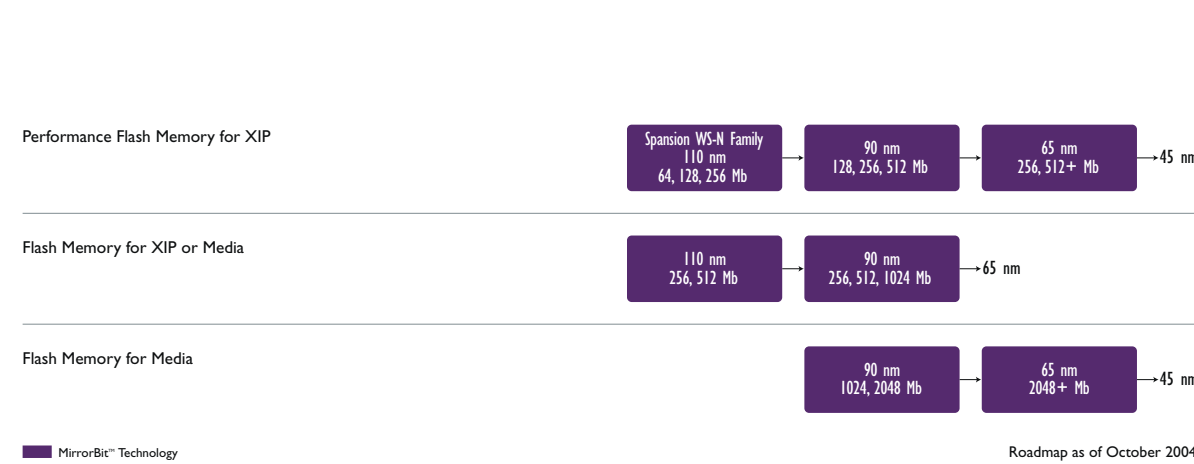 Performance Flash Memory for XIP
Spansion WS-N Family
110 nm
64, 128, 256 Mb
90 nm
128, 256, 512 Mb
65 nm
256, 512+ Mb
45 nm
Flash Memory for XIP or Media
110 nm
256, 512 Mb
90 nm
256, 512, 1024 Mb
65 nm
Flash Memory for Media
90 nm
1024, 2048 Mb
65 nm
2048+ Mb
45 nm
MirrorBit™ Technology
Roadmap as of October 2004